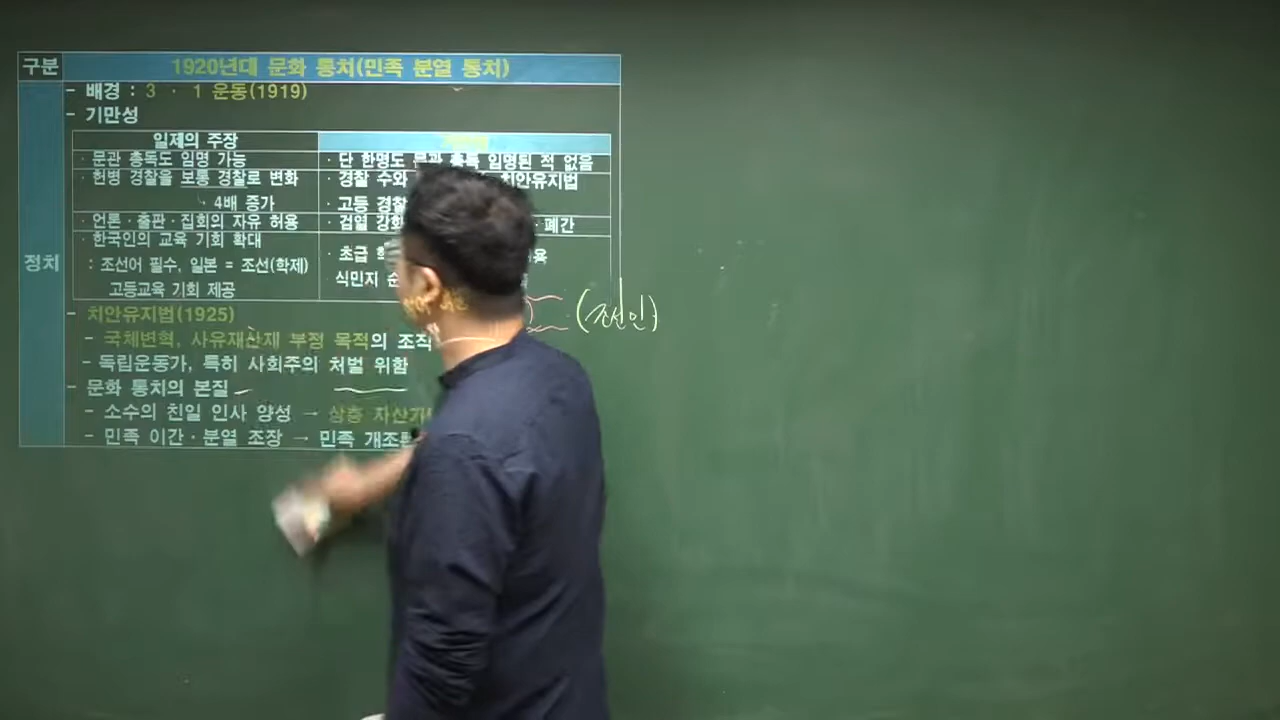 구분
1920년대 문화 통치(민족 분열 통치)
정치
- 배경 : 3 · 1 운동(1919)
- 기만성
일제의 주장
· 문관 총독도 임명 가능
· 단 한명도 문관 총독 임명된 적 없음
· 헌병 경찰을 보통 경찰로 변화
· 경찰 수와 치안유지법
↳ 4배 증가
· 고등 경찰
· 언론 · 출판 · 집회의 자유 허용
· 검열 강화 · 폐간
· 한국인의 교육 기회 확대
· 초급
: 조선어 필수, 일본 = 조선(학제)
식민지
고등교육 기회 제공
- 치안유지법(1925)
(조선인)
- 국체변혁, 사유재산제 부정 목적의 조직
- 독립운동가, 특히 사회주의 처벌 위함
- 문화 통치의 본질
- 소수의 친일 인사 양성 → 상층 자산가
- 민족 이간 · 분열 조장 → 민족 개조